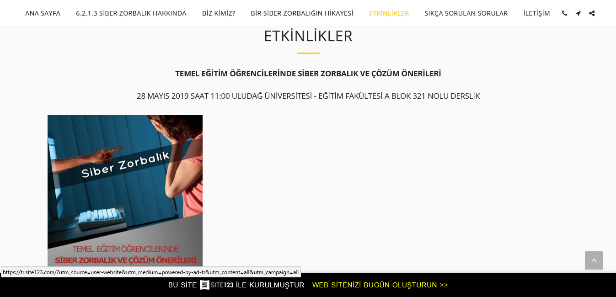 ANA SAYFA 6.2.1.3 SİBER ZORBALIK HAKKINDA BİZ KİMİZ? BİR SİBER ZORBALIĞIN HİKAYESİ ETKİNLİKLER SIKÇA SORULAN SORULAR İLETİŞİM
ETKİNLİKLER
TEMEL EĞİTİM ÖĞRENCİLERİNDE SİBER ZORBALIK VE ÇÖZÜM ÖNERİLERİ
28 MAYIS 2019 SAAT 11:00 ULUDAĞ ÜNİVERSİTESİ - EĞİTİM FAKÜLTESİ A BLOK 321 NOLU DERSLİK
Siber Zorbalık
TEMEL EĞİTİM ÖĞRENCİLERİNDE
SİBER ZORBALIK VE ÇÖZÜM ÖNERİLERİ
https://tr.site123.com/?utm_source=user-website&utm_medium=powered-by-ad-tr&utm_content=all&utm_campaign=all
BU SİTE SITE123 İLE KURULMUŞTUR WEB SİTENİZİ BUGÜN OLUŞTURUN >>